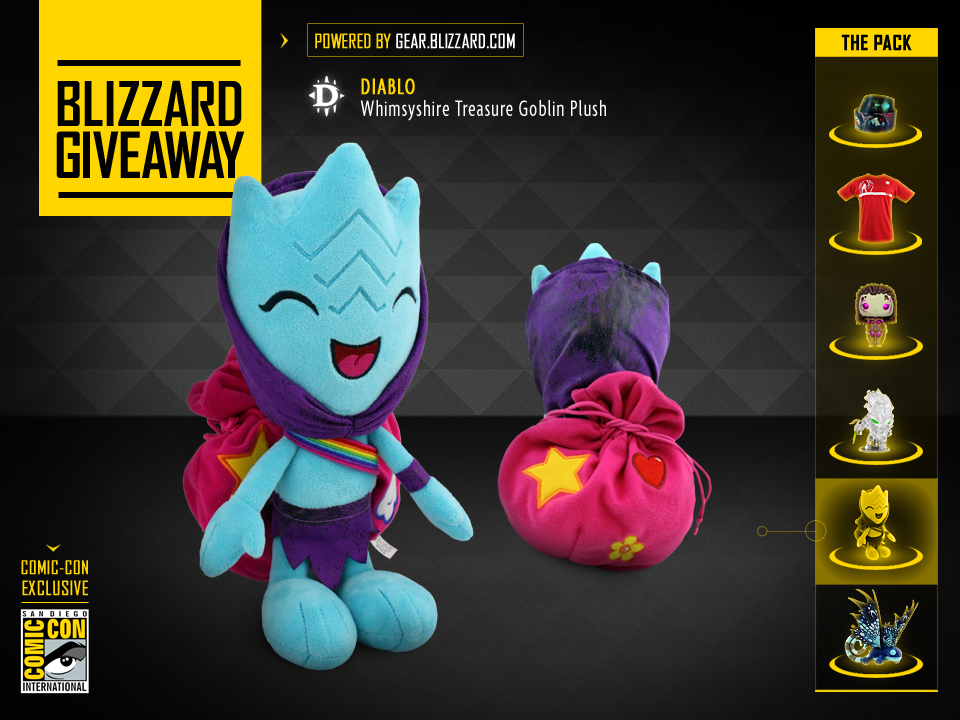 BLIZZARD
GIVEAWAY
POWERED BY GEAR.BLIZZARD.COM
D
DIABLO
Whimsyshire Treasure Goblin Plush
THE PACK
COMIC-CON
EXCLUSIVE
SAN DIEGO
COMIC CON
INTERNATIONAL